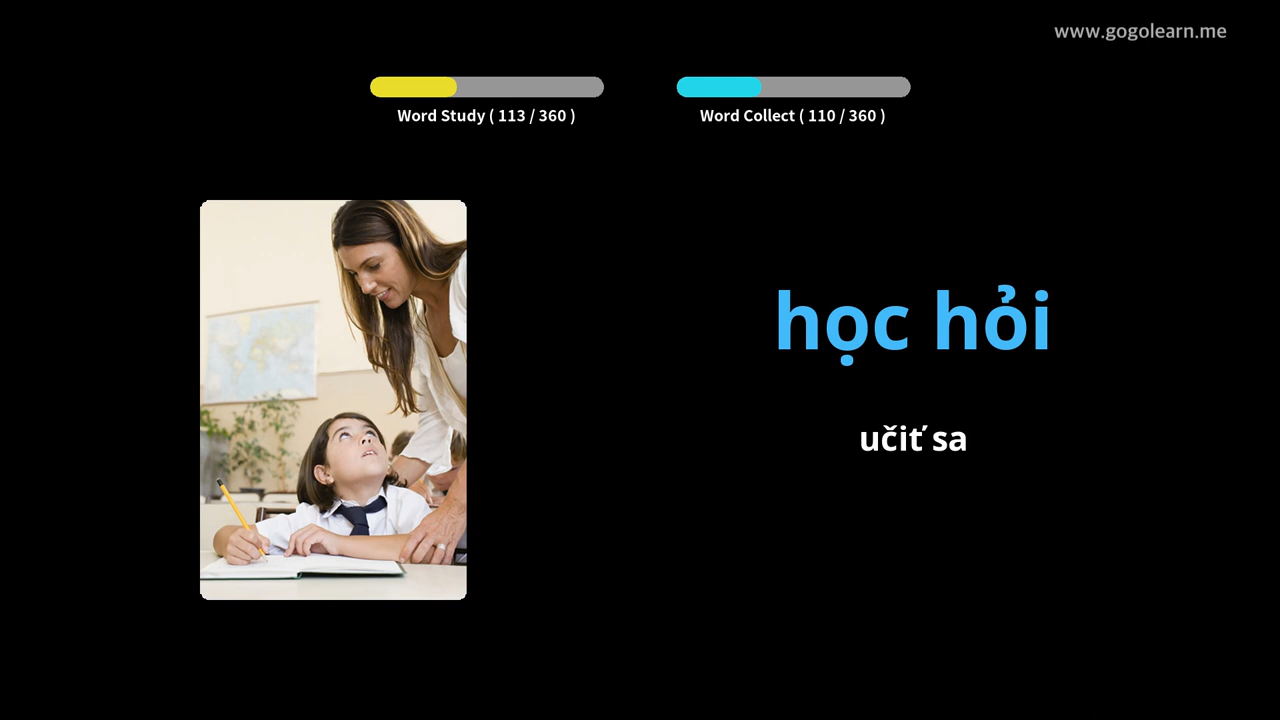 www.gogolearn.me
Word Study ( 113 / 360 )
Word Collect ( 110 / 360 )
học hỏi
učiť sa